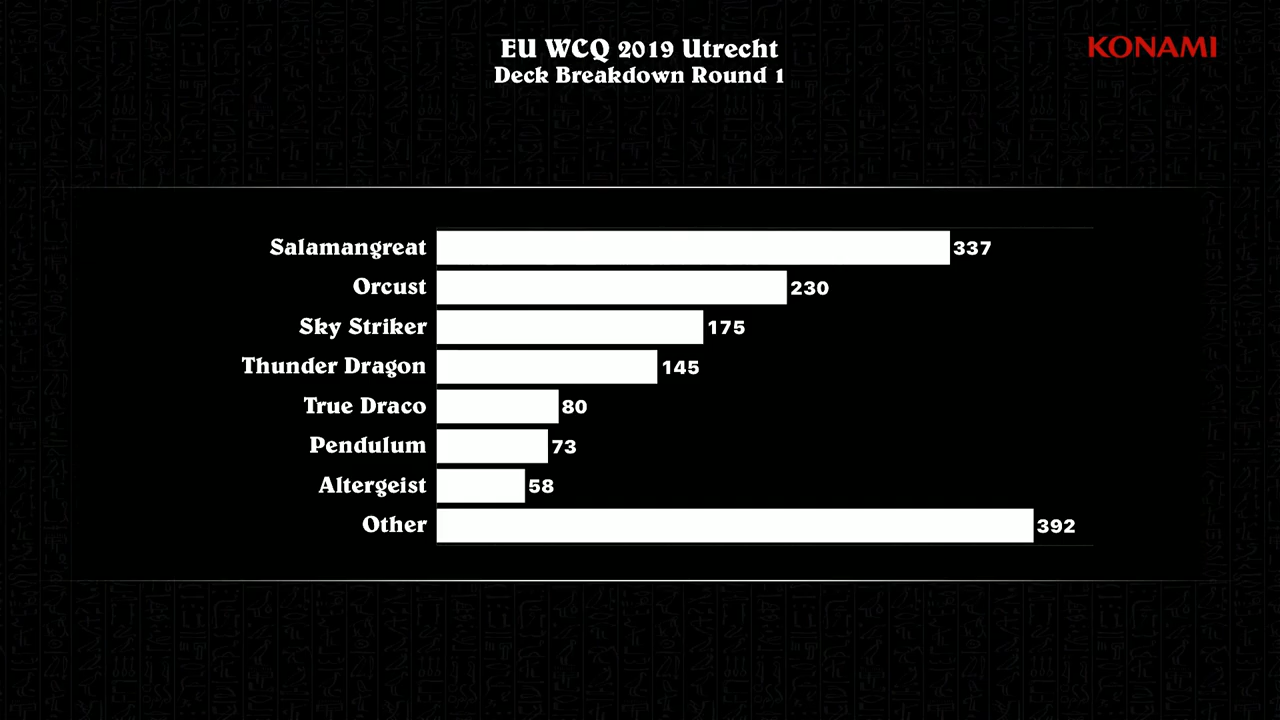 EU WCQ 2019 Utrecht
Deck Breakdown Round 1
KONAMI
Salamangreat 337
Orcust 230
Sky Striker 175
Thunder Dragon 145
True Draco 80
Pendulum 73
Altergeist 58
Other 392